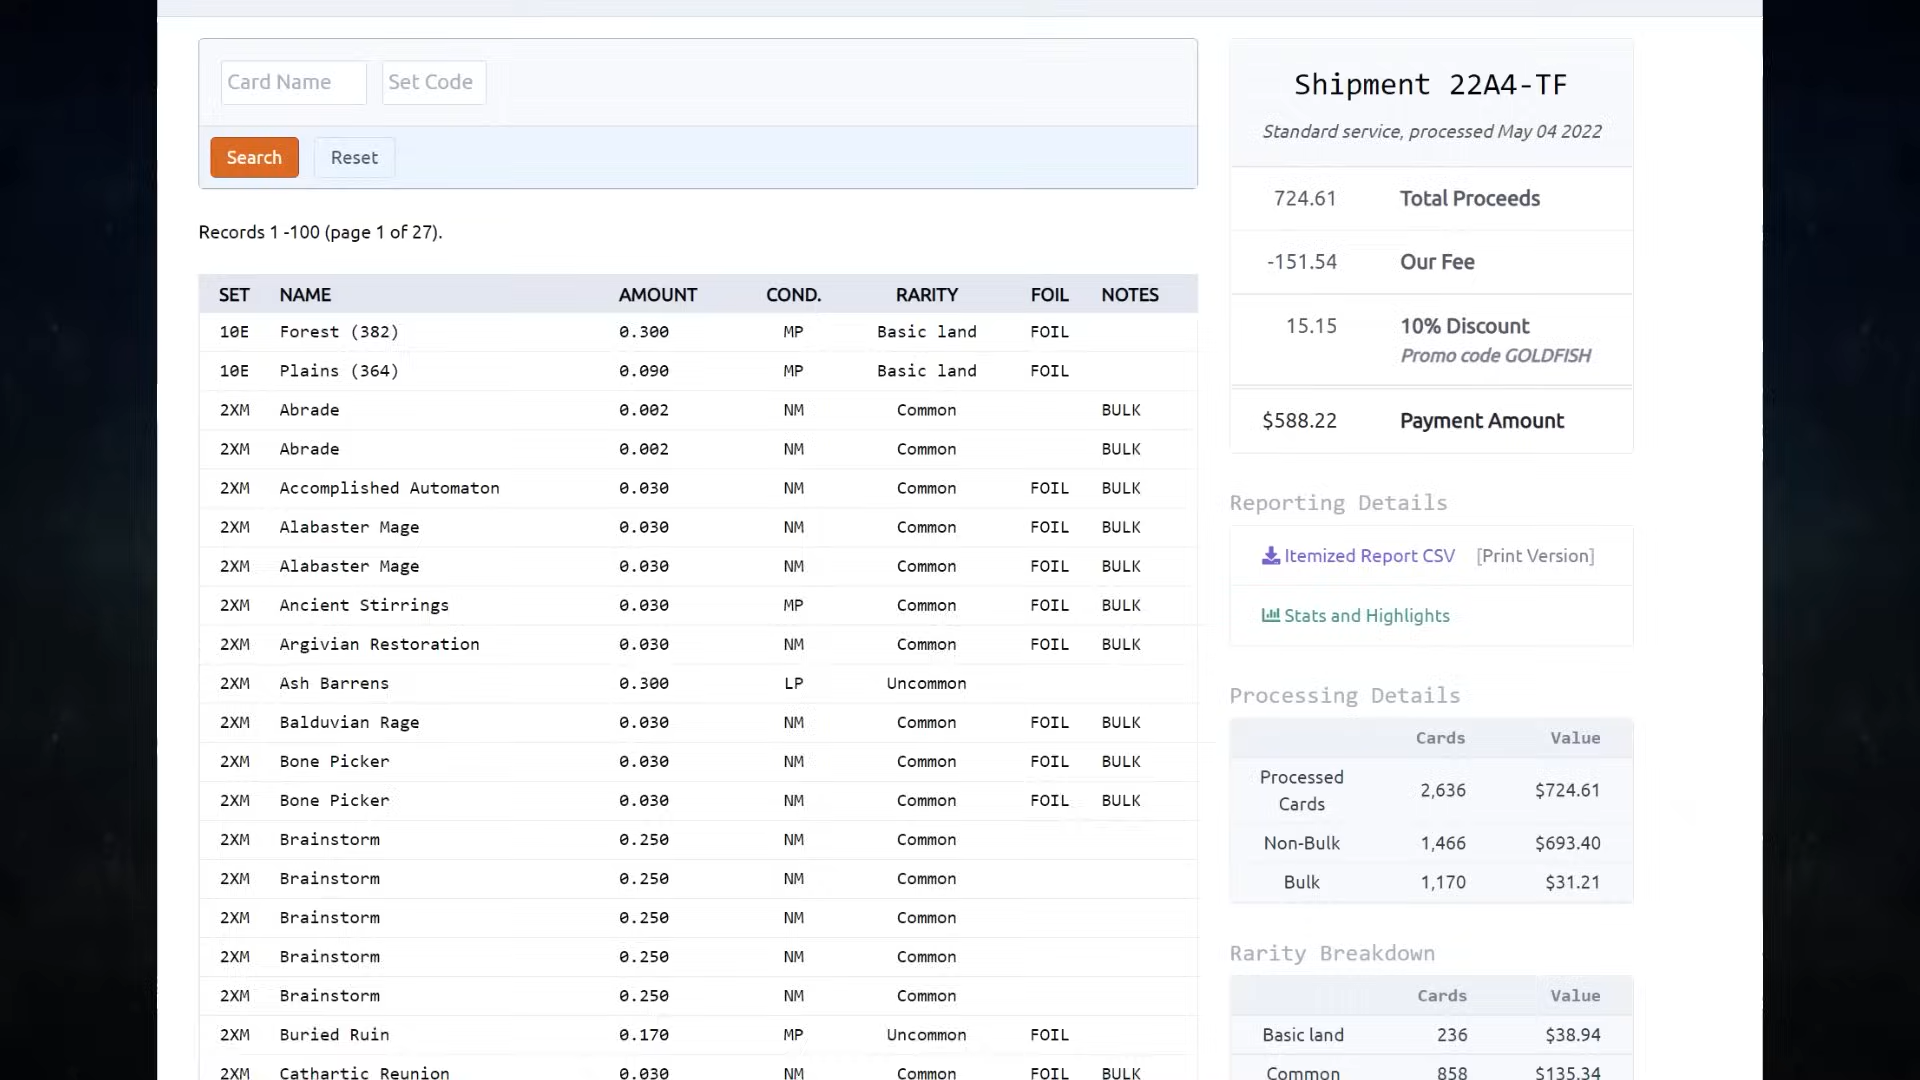 Card Name Set Code
Search Reset
Records 1 -100 (page 1 of 27).
SET NAME AMOUNT COND. RARITY FOIL NOTES
10E Forest (382) 0.300 MP Basic land FOIL
10E Plains (364) 0.090 MP Basic land FOIL
2XM Abrade 0.002 NM Common BULK
2XM Abrade 0.002 NM Common BULK
2XM Accomplished Automaton 0.030 NM Common FOIL BULK
2XM Alabaster Mage 0.030 NM Common FOIL BULK
2XM Alabaster Mage 0.030 NM Common FOIL BULK
2XM Ancient Stirrings 0.030 MP Common FOIL BULK
2XM Argivian Restoration 0.030 NM Common FOIL BULK
2XM Ash Barrens 0.300 LP Uncommon
2XM Balduvian Rage 0.030 NM Common FOIL BULK
2XM Bone Picker 0.030 NM Common FOIL BULK
2XM Bone Picker 0.030 NM Common FOIL BULK
2XM Brainstorm 0.250 NM Common
2XM Brainstorm 0.250 NM Common
2XM Brainstorm 0.250 NM Common
2XM Brainstorm 0.250 NM Common
2XM Brainstorm 0.250 NM Common
2XM Buried Ruin 0.170 MP Uncommon FOIL
2XM Cathartic Reunion 0.030 NM Common FOIL BULK
Shipment 22A4-TF
Standard service, processed May 04 2022
724.61 Total Proceeds
-151.54 Our Fee
15.15 10% Discount
Promo code GOLDFISH
$588.22 Payment Amount
Reporting Details
Itemized Report CSV [Print Version]
Stats and Highlights
Processing Details
Cards Value
Processed
Cards 2,636 $724.61
Non-Bulk 1,466 $693.40
Bulk 1,170 $31.21
Rarity Breakdown
Cards Value
Basic land 236 $38.94
Common 858 $135.34